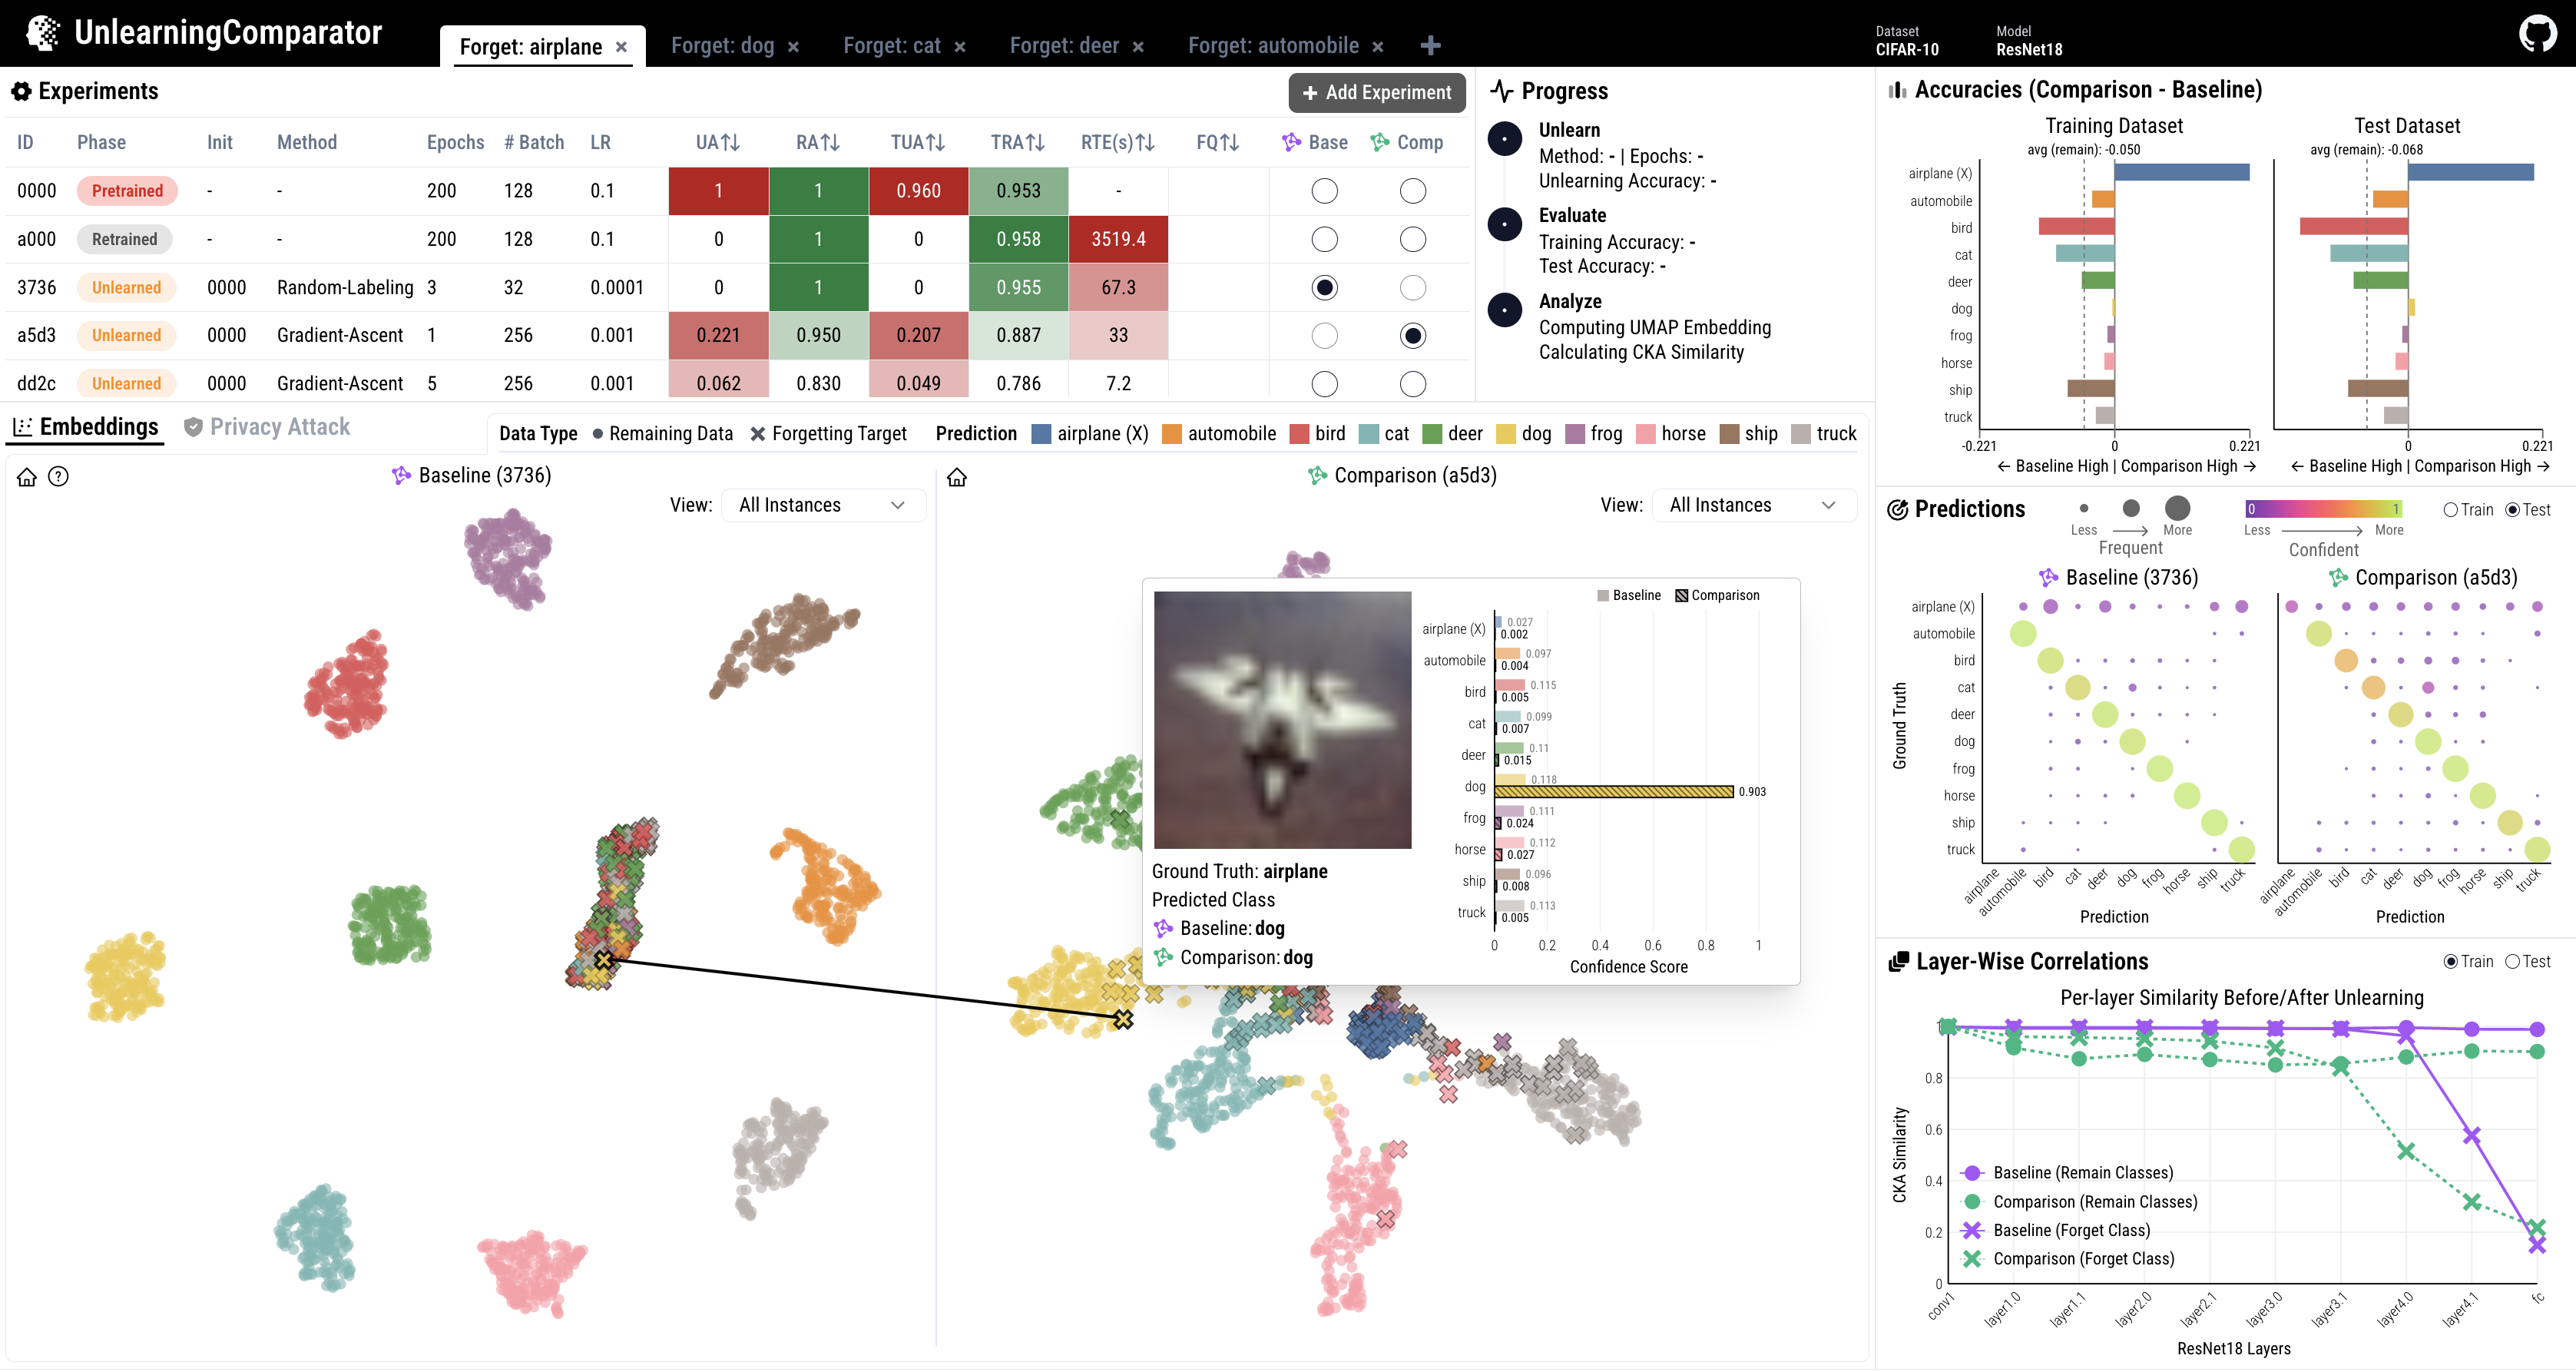 UnlearningComparator
Forget: airplane ×
Forget: dog ×
Forget: cat ×
Forget: deer ×
Forget: automobile ×
Dataset
CIFAR-10
Model
ResNet18
Experiments
+ Add Experiment
ID Phase Init Method Epochs # Batch LR UA↑↓ RA↑↓ TUA↑↓ TRA↑↓ RTE(s)↑↓ FQ↑↓ Base Comp
0000 Pretrained - - 200 128 0.1 1 1 0.960 0.953 -
a000 Retrained - - 200 128 0.1 0 1 0 0.958 3519.4
3736 Unlearned 0000 Random-Labeling 3 32 0.0001 0 1 0 0.955 67.3
a5d3 Unlearned 0000 Gradient-Ascent 1 256 0.001 0.221 0.950 0.207 0.887 33
dd2c Unlearned 0000 Gradient-Ascent 5 256 0.001 0.062 0.830 0.049 0.786 7.2
Progress
Unlearn
Method: - | Epochs: -
Unlearning Accuracy: -
Evaluate
Training Accuracy: -
Test Accuracy: -
Analyze
Computing UMAP Embedding
Calculating CKA Similarity
Embeddings
Privacy Attack
Data Type Remaining Data Forgetting Target Prediction airplane (X) automobile bird cat deer dog frog horse ship truck
?
Baseline (3736)
View: All Instances
Comparison (a5d3)
View: All Instances
Ground Truth: airplane
Predicted Class
Baseline: dog
Comparison: dog
Baseline Comparison
airplane (X) 0.027 0.002
automobile 0.097 0.004
bird 0.115 0.005
cat 0.099 0.007
deer 0.11 0.015
dog 0.118 0.903
frog 0.111 0.024
horse 0.112 0.027
ship 0.096 0.008
truck 0.113 0.005
0 0.2 0.4 0.6 0.8 1
Confidence Score
Accuracies (Comparison - Baseline)
Training Dataset
avg (remain): -0.050
Test Dataset
avg (remain): -0.068
airplane (X)
automobile
bird
cat
deer
dog
frog
horse
ship
truck
-0.221 0 0.221
0 0.221
← Baseline High | Comparison High →
← Baseline High | Comparison High →
Predictions
Less → More
Frequent
0 1
Less → More
Confident
Train Test
Baseline (3736)
Comparison (a5d3)
Ground Truth
airplane (X)
automobile
bird
cat
deer
dog
frog
horse
ship
truck
airplane automobile bird cat deer dog frog horse ship truck
Prediction
airplane automobile bird cat deer dog frog horse ship truck
Prediction
Layer-Wise Correlations
Train Test
Per-layer Similarity Before/After Unlearning
CKA Similarity
1
0.8
0.6
0.4
0.2
0
Baseline (Remain Classes)
Comparison (Remain Classes)
Baseline (Forget Class)
Comparison (Forget Class)
conv1 layer1.0 layer1.1 layer2.0 layer2.1 layer3.0 layer3.1 layer4.0 layer4.1 fc
ResNet18 Layers